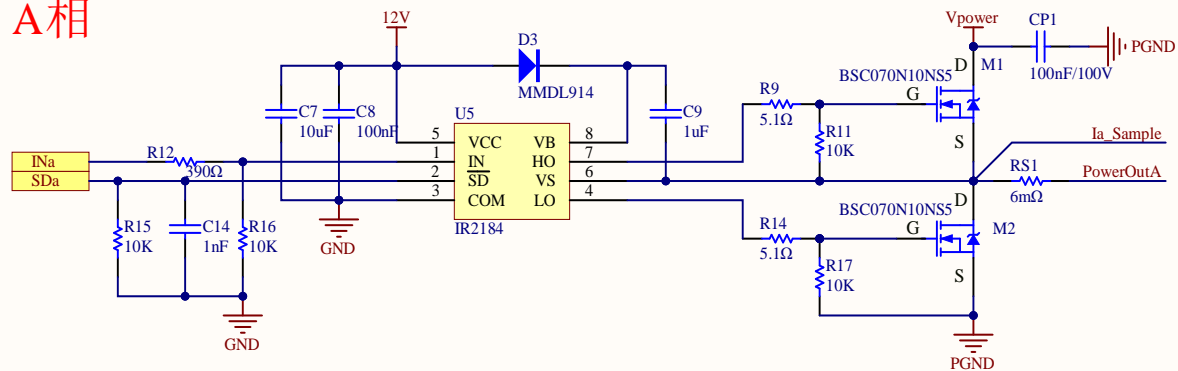 A相
12V
Vpower
CP1
PGND
100nF/100V
D3
MMDL914
D
M1
BSC070N10NS5
G
S
C7
10uF
C8
100nF
C9
1uF
R9
5.1Ω
R11
10K
U5
5 VCC VB 8
1 IN HO 7
2 SD VS 6
3 COM LO 4
IR2184
INa
SDa
R12
390Ω
Ia_Sample
RS1
6mΩ
PowerOutA
R15
10K
C14
1nF
R16
10K
GND
GND
R14
5.1Ω
R17
10K
BSC070N10NS5
D
G
M2
S
PGND